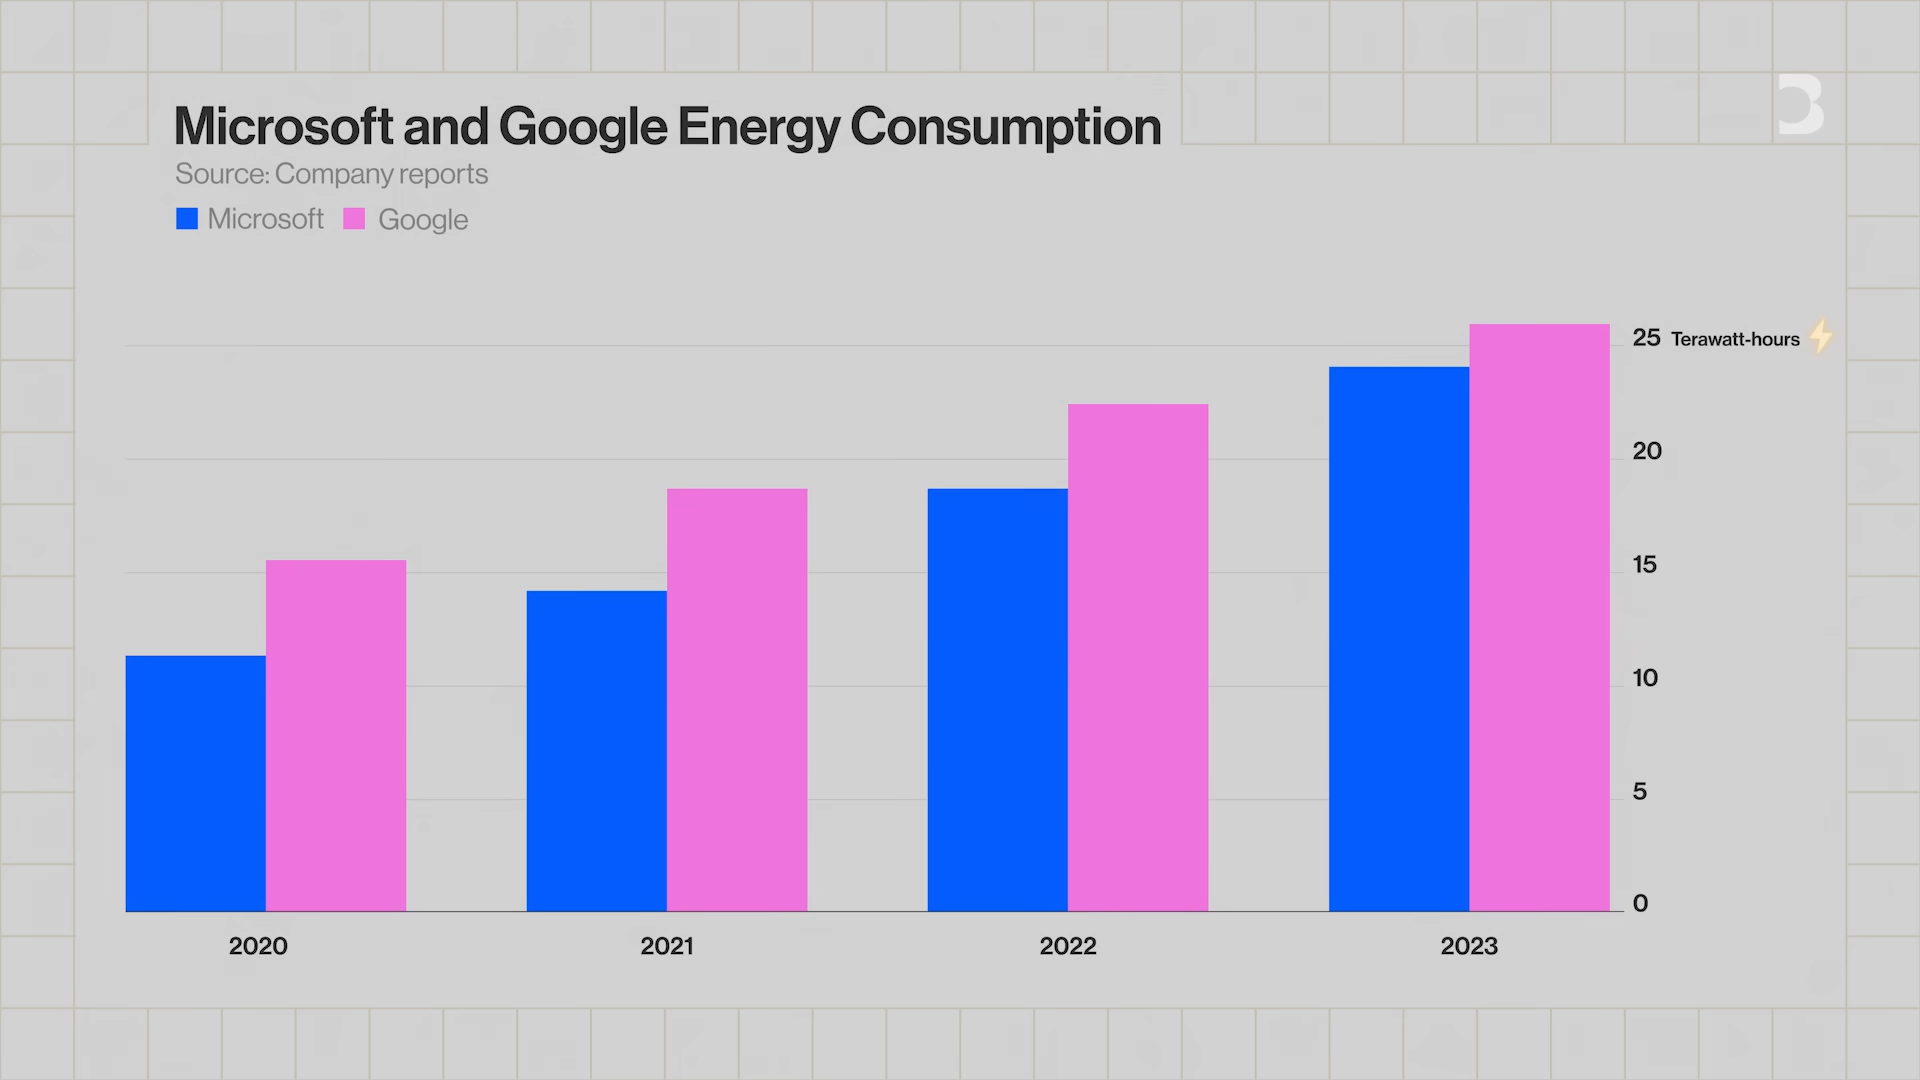 Microsoft and Google Energy Consumption
Source: Company reports
Microsoft Google
25 Terawatt-hours
20
15
10
5
0
2020 2021 2022 2023